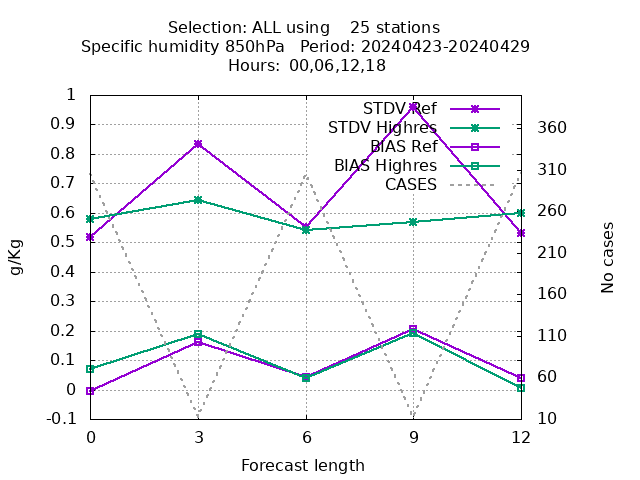 Selection: ALL using    25 stations
Specific humidity 850hPa   Period: 20240423-20240429
Hours: 00,06,12,18
STDV Ref
STDV Highres
BIAS Ref
BIAS Highres
CASES
1
0.9
0.8
0.7
0.6
0.5
0.4
0.3
0.2
0.1
0
-0.1
g/Kg
360
310
260
210
160
110
60
10
No cases
0 3 6 9 12
Forecast length